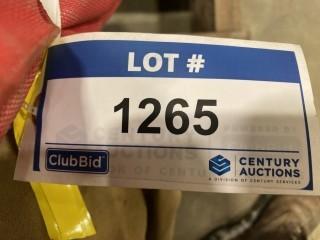 LOT #
1265
ClubBid
CENTURY
AUCTIONS
A DIVISION OF CENTURY SERVICES